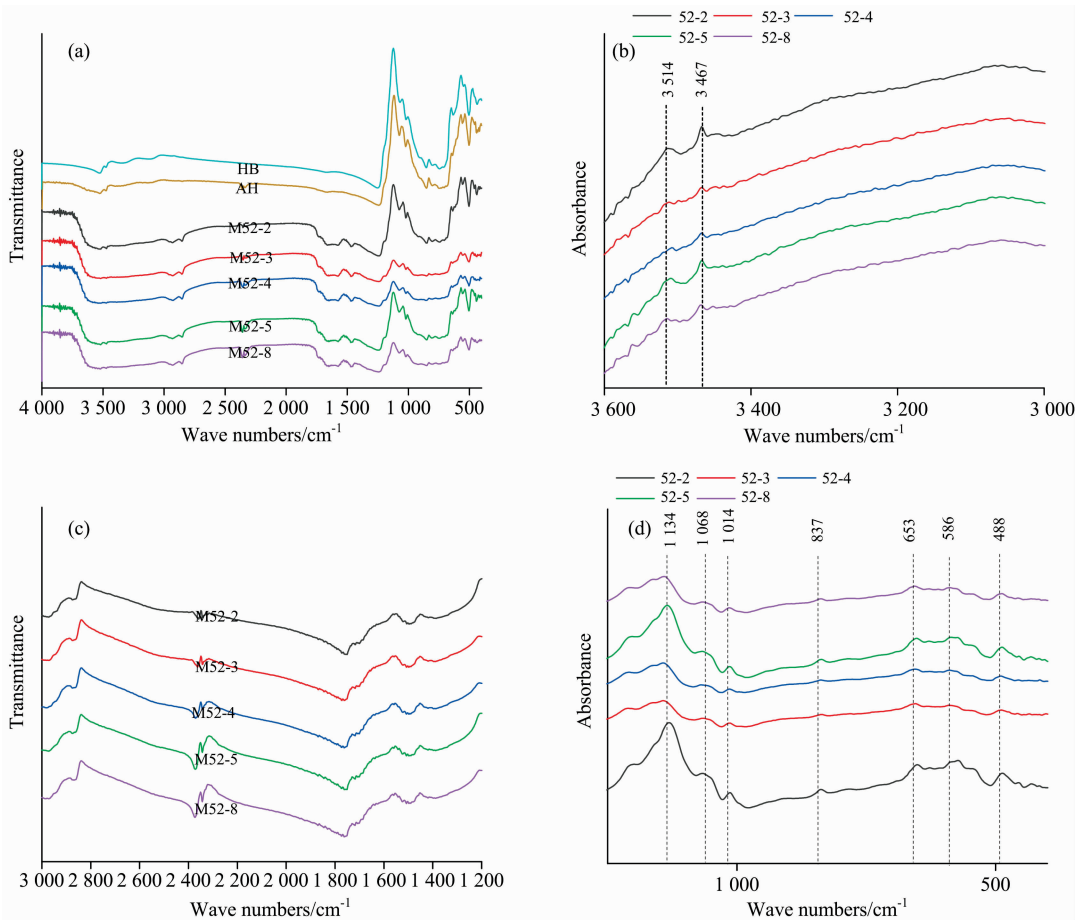 (a)
Transmittance
HB
AH
M52-2
M52-3
M52-4
M52-5
M52-8
4 000 3 000 2 500 2 000 1 500 1 000 500
Wave numbers/cm⁻¹
52-2 52-3 52-4
52-5 52-8
(b)
3 514
3 467
Absorbance
3 600 3 400 3 200 3 000
Wave numbers/cm⁻¹
(c)
Transmittance
M52-2
M52-3
M52-4
M52-5
M52-8
3 000 2 800 2 600 2 400 2 200 2 000 1 800 1 600 1 400 1 200
Wave numbers/cm⁻¹
52-2 52-3 52-4
52-5 52-8
(d)
1 134
1 068
1 014
837
653
586
488
Absorbance
1 000 500
Wave numbers/cm⁻¹